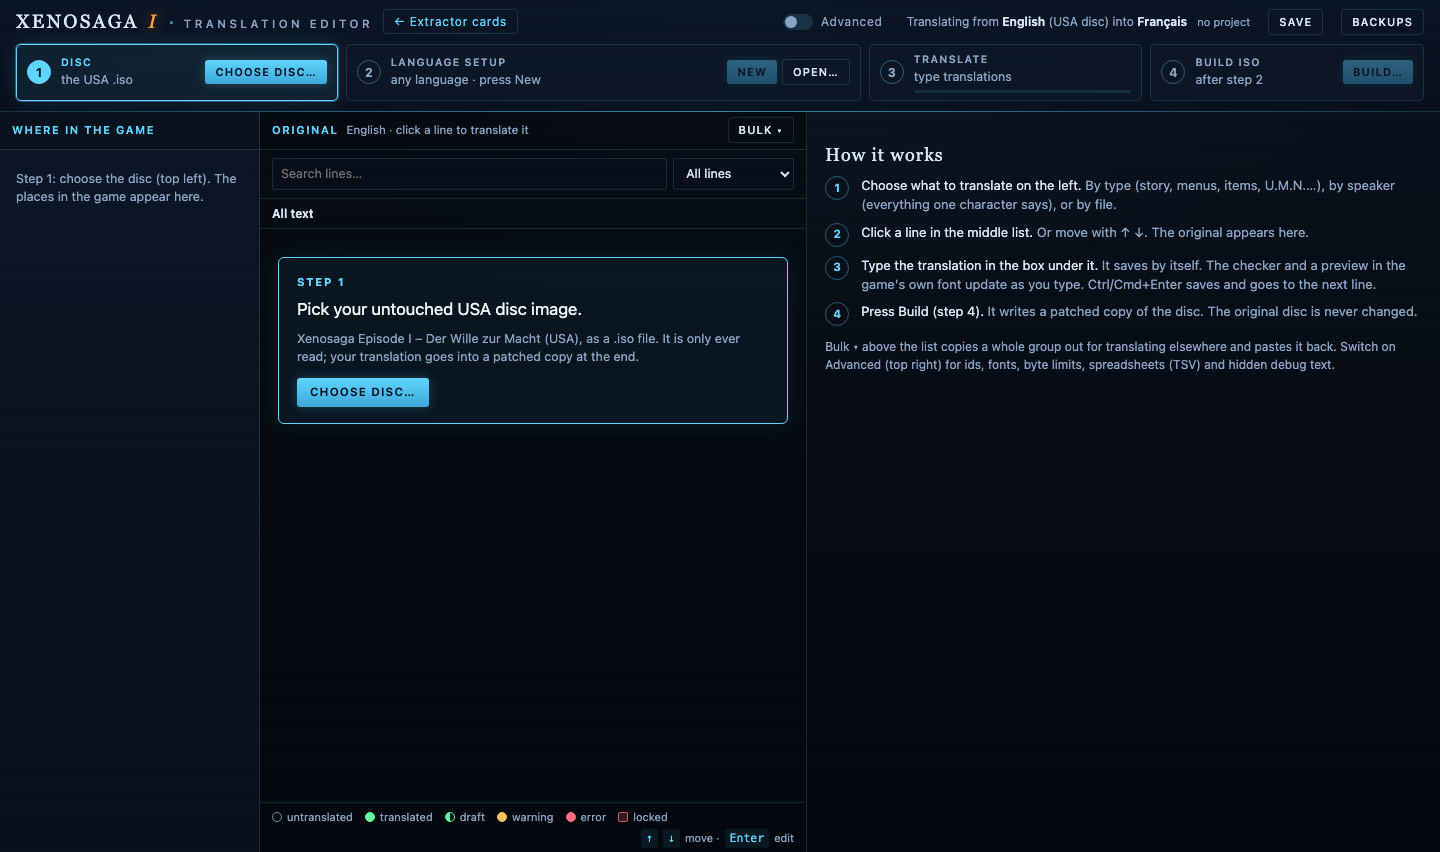 XENOSAGA I · TRANSLATION EDITOR
← Extractor cards
Advanced
Translating from English (USA disc) into Français
no project
SAVE
BACKUPS
1
DISC
the USA .iso
CHOOSE DISC…
2
LANGUAGE SETUP
any language · press New
NEW
OPEN…
3
TRANSLATE
type translations
4
BUILD ISO
after step 2
BUILD…
WHERE IN THE GAME
Step 1: choose the disc (top left). The
places in the game appear here.
ORIGINAL English · click a line to translate it
BULK ▾
Search lines…
All lines
All text
STEP 1
Pick your untouched USA disc image.
Xenosaga Episode I – Der Wille zur Macht (USA), as a .iso file. It is only ever
read; your translation goes into a patched copy at the end.
CHOOSE DISC…
untranslated
translated
draft
warning
error
locked
↑ ↓ move · Enter edit
How it works
1
Choose what to translate on the left. By type (story, menus, items, U.M.N.…), by speaker
(everything one character says), or by file.
2
Click a line in the middle list. Or move with ↑ ↓. The original appears here.
3
Type the translation in the box under it. It saves by itself. The checker and a preview in the
game's own font update as you type. Ctrl/Cmd+Enter saves and goes to the next line.
4
Press Build (step 4). It writes a patched copy of the disc. The original disc is never changed.
Bulk ▾ above the list copies a whole group out for translating elsewhere and pastes it back. Switch on
Advanced (top right) for ids, fonts, byte limits, spreadsheets (TSV) and hidden debug text.